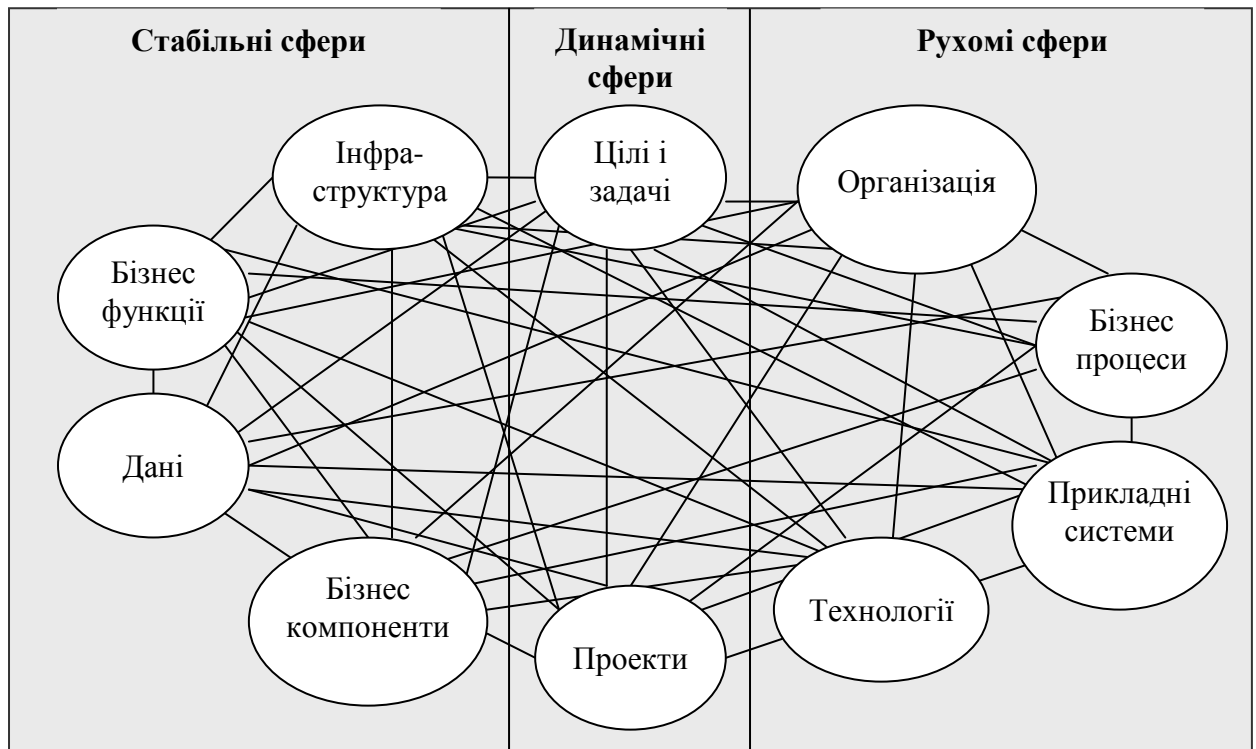 Стабільні сфери
Динамічні
сфери
Рухомі сфери
Інфра-
структура
Цілі і
задачі
Організація
Бізнес
функції
Бізнес
процеси
Дані
Прикладні
системи
Бізнес
компоненти
Проекти
Технології